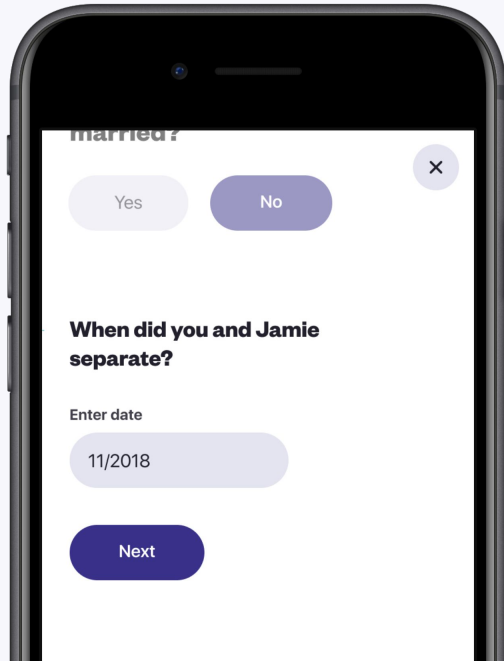 married?
Yes
No
When did you and Jamie
separate?
Enter date
11/2018
Next